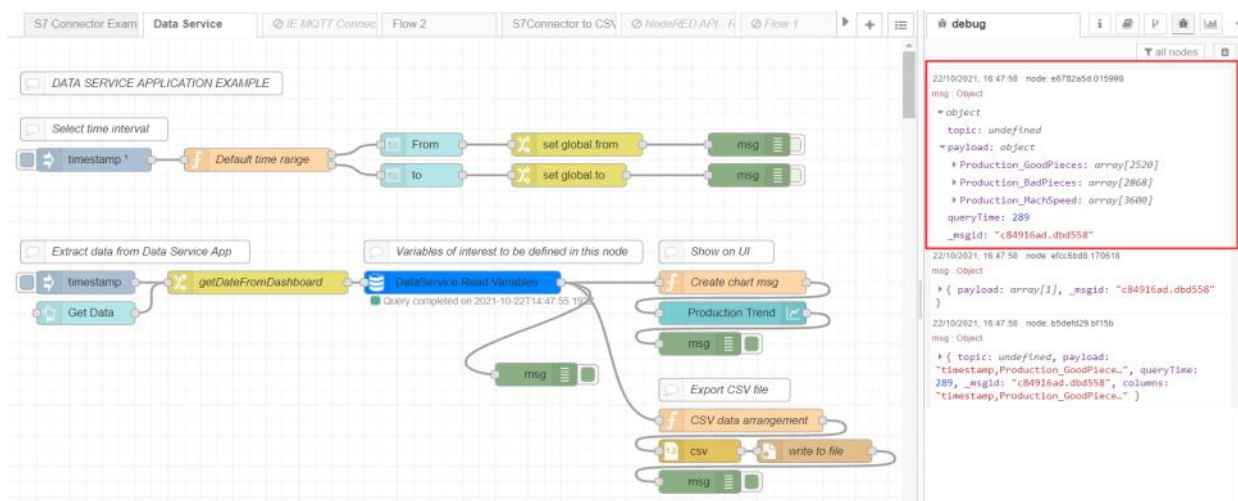 S7 Connector Exam
Data Service
IE MQTT Connec
Flow 2
S7Connector to CSV
NodeRED API - R
Flow 1
debug
all nodes
DATA SERVICE APPLICATION EXAMPLE
Select time interval
timestamp ¹
Default time range
From
set global from
msg
to
set global to
msg
Extract data from Data Service App
Variables of interest to be defined in this node
Show on UI
timestamp
getDateFromDashboard
DataService Read Variables
Create chart msg
Query completed on 2021-10-22T14:47:55.19
Get Data
Production Trend
msg
msg
Export CSV file
CSV data arrangement
csv
write to file
msg
22/10/2021, 16:47:58 node: e6782a5d.015998
msg : Object
object
topic: undefined
payload: object
Production_GoodPieces: array[2520]
Production_BadPieces: array[2868]
Production_MachSpeed: array[3600]
queryTime: 289
_msgid: "c84916ad.dbd558"
22/10/2021, 16:47:58 node: efcc6bd8.170618
msg : Object
{ payload: array[1], _msgid: "c84916ad.dbd558"
}
22/10/2021, 16:47:58 node: b5defd29.bf15b
msg : Object
{ topic: undefined, payload:
"timestamp,Production_GoodPiece…", queryTime:
289, _msgid: "c84916ad.dbd558", columns:
"timestamp,Production_GoodPiece…" }